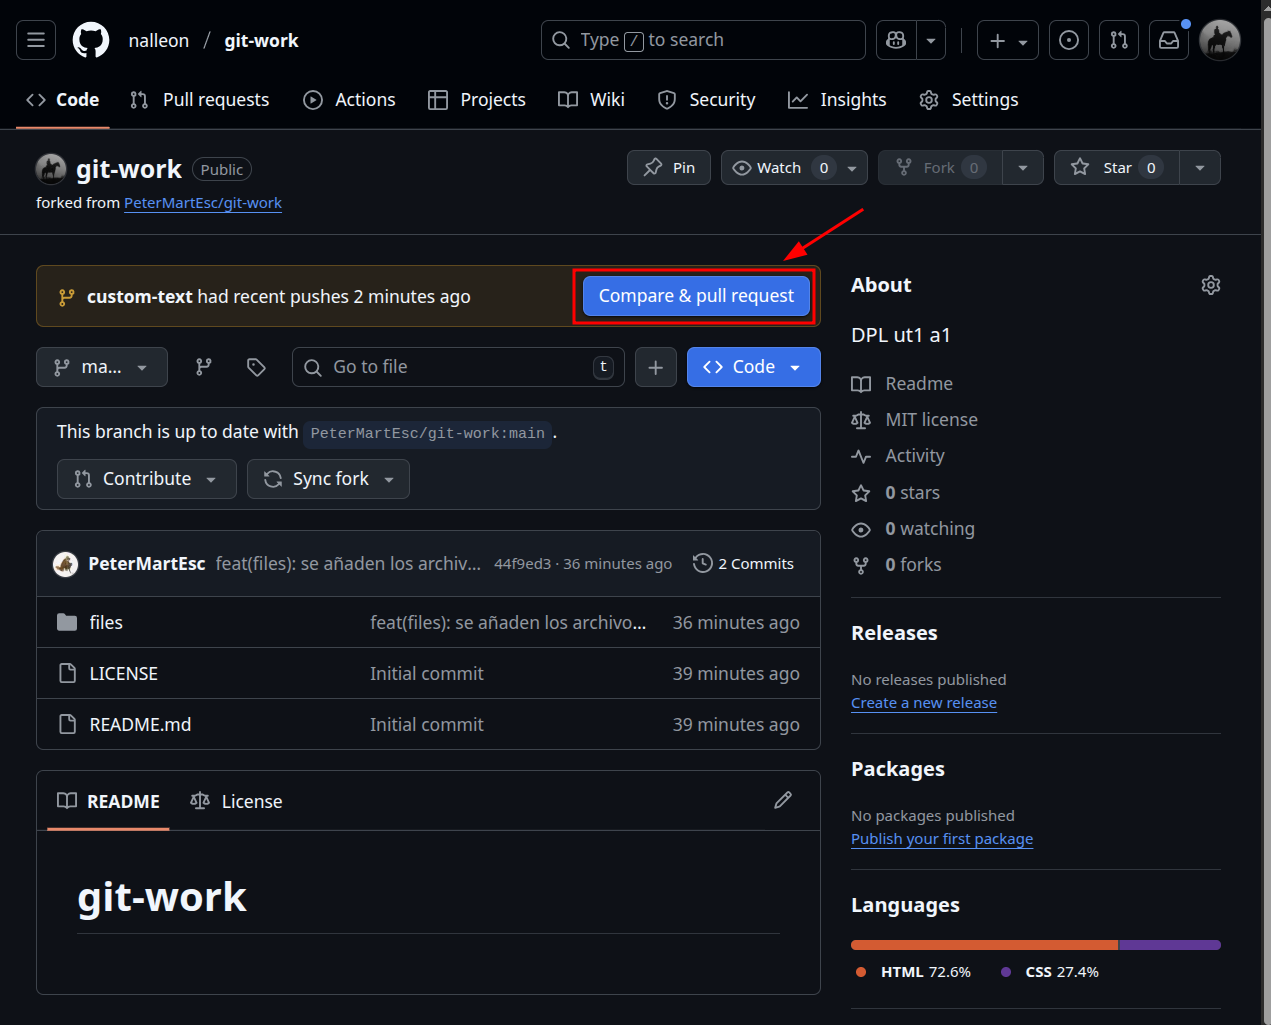 nalleon / git-work
Type / to search
Code
Pull requests
Actions
Projects
Wiki
Security
Insights
Settings
git-work Public
Pin
Watch 0
Fork 0
Star 0
forked from PeterMartEsc/git-work
custom-text had recent pushes 2 minutes ago
Compare & pull request
ma...
Go to file t
Code
This branch is up to date with PeterMartEsc/git-work:main .
Contribute
Sync fork
PeterMartEsc feat(files): se añaden los archiv... 44f9ed3 · 36 minutes ago 2 Commits
files feat(files): se añaden los archivo... 36 minutes ago
LICENSE Initial commit 39 minutes ago
README.md Initial commit 39 minutes ago
README
License
git-work
About
DPL ut1 a1
Readme
MIT license
Activity
0 stars
0 watching
0 forks
Releases
No releases published
Create a new release
Packages
No packages published
Publish your first package
Languages
HTML 72.6% CSS 27.4%